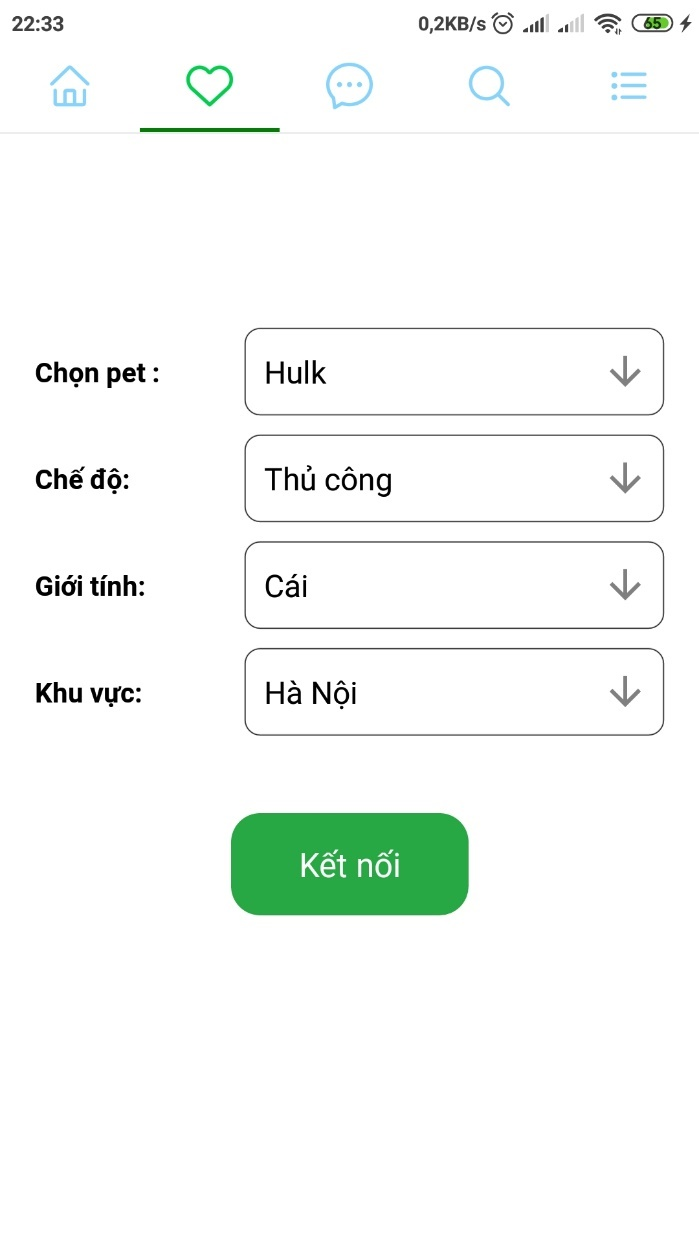 22:33
0,2KB/s
65
Chọn pet :
Hulk
Chế độ:
Thủ công
Giới tính:
Cái
Khu vực:
Hà Nội
Kết nối